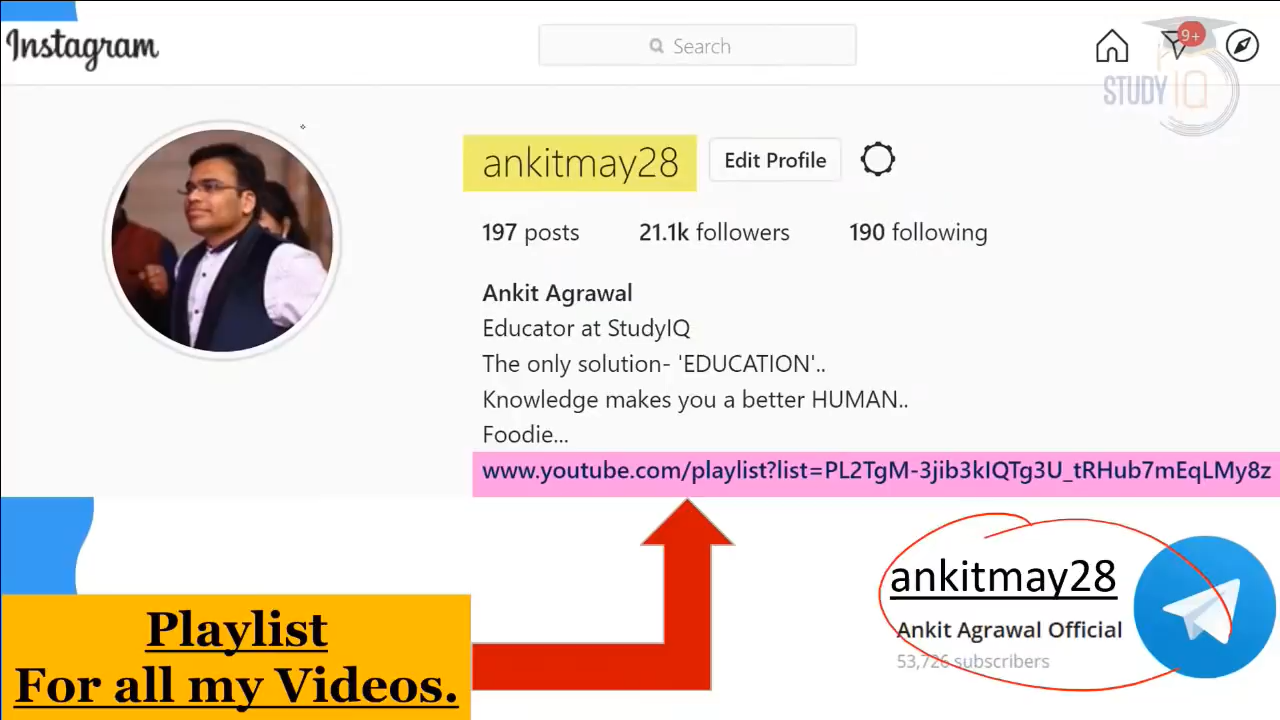 Instagram
Search
9+
STUDY IQ
ankitmay28
Edit Profile
197 posts 21.1k followers 190 following
Ankit Agrawal
Educator at StudyIQ
The only solution- 'EDUCATION'..
Knowledge makes you a better HUMAN..
Foodie...
www.youtube.com/playlist?list=PL2TgM-3jib3kIQTg3U_tRHub7mEqLMy8z
ankitmay28
Ankit Agrawal Official
53,726 subscribers
Playlist
For all my Videos.